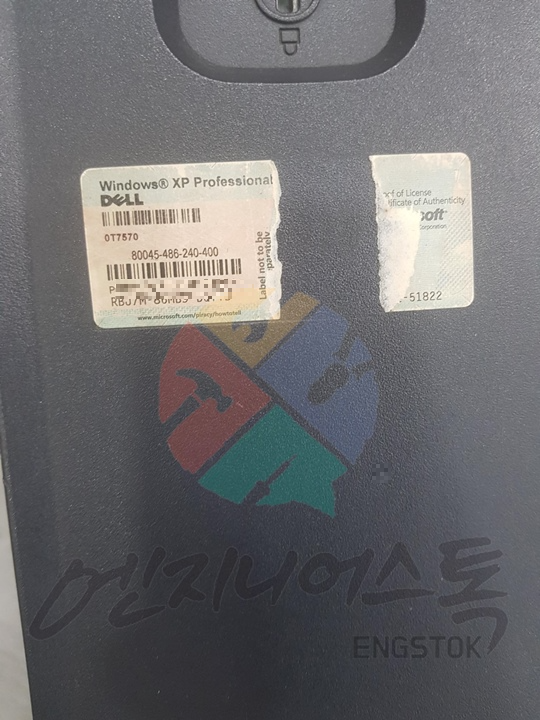 Windows® XP Professional
DELL
0T7570
80045-486-240-400
Label not to be
www.microsoft.com/piracy/howtotell
of License
of Authenticity
soft
Corporation
-51822
엔지니어스톡
ENGSTOK